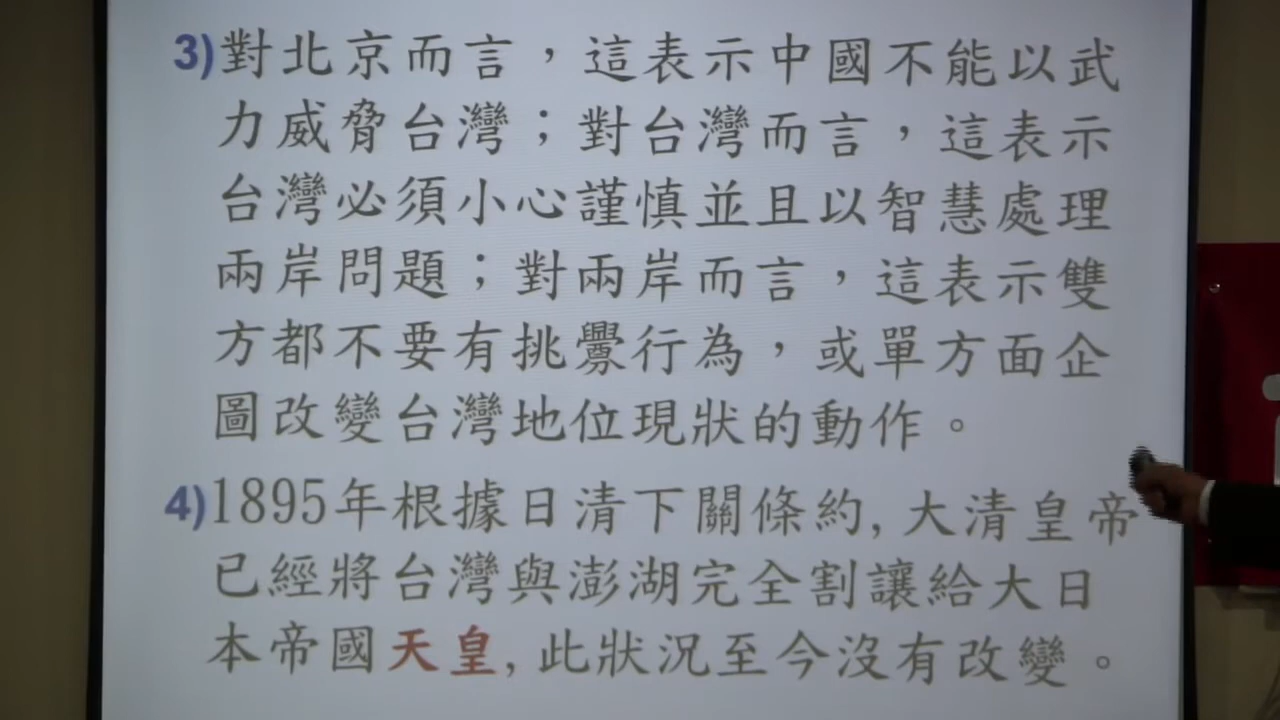 3)對北京而言，這表示中國不能以武
力威脅台灣；對台灣而言，這表示
台灣必須小心謹慎並且以智慧處理
兩岸問題；對兩岸而言，這表示雙
方都不要有挑釁行為，或單方面企
圖改變台灣地位現狀的動作。
4)1895年根據日清下關條約,大清皇帝
已經將台灣與澎湖完全割讓給大日
本帝國天皇,此狀況至今沒有改變。